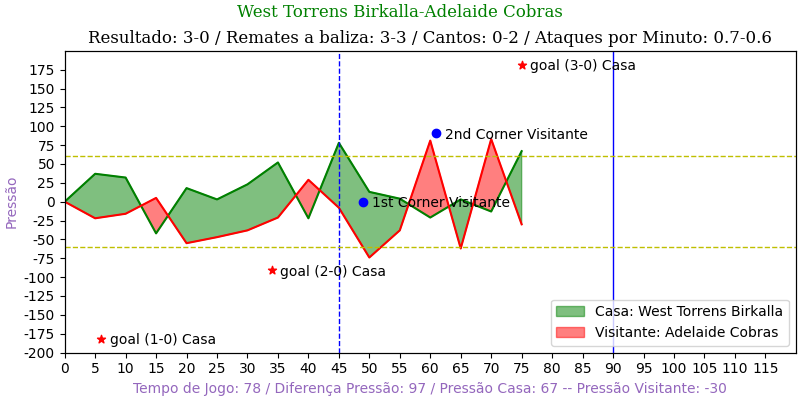 West Torrens Birkalla-Adelaide Cobras
Resultado: 3-0 / Remates a baliza: 3-3 / Cantos: 0-2 / Ataques por Minuto: 0.7-0.6
Pressão
175
150
125
100
75
50
25
0
-25
-50
-75
-100
-125
-150
-175
-200
goal (3-0) Casa
2nd Corner Visitante
1st Corner Visitante
goal (2-0) Casa
goal (1-0) Casa
Casa: West Torrens Birkalla
Visitante: Adelaide Cobras
0 5 10 15 20 25 30 35 40 45 50 55 60 65 70 75 80 85 90 95 100 105 110 115
Tempo de Jogo: 78 / Diferença Pressão: 97 / Pressão Casa: 67 -- Pressão Visitante: -30